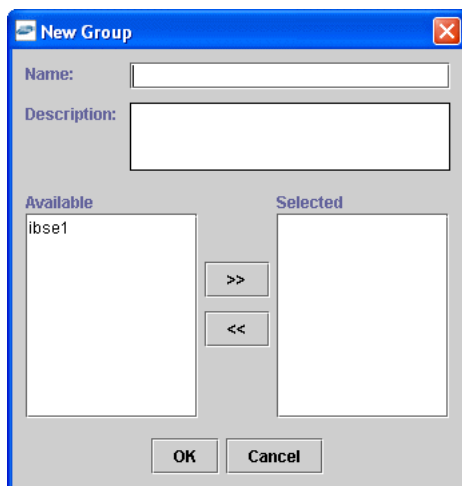 New Group
Name:
Description:
Available
Selected
ibse1
>>
<<
OK
Cancel